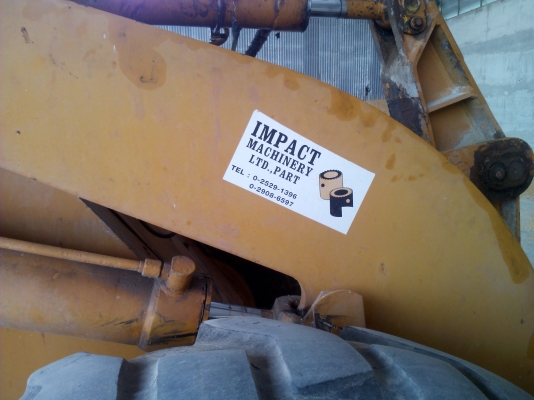 IMPACT
MACHINERY
LTD.,PART
TEL : 0-2529-1396
0-2908-6597